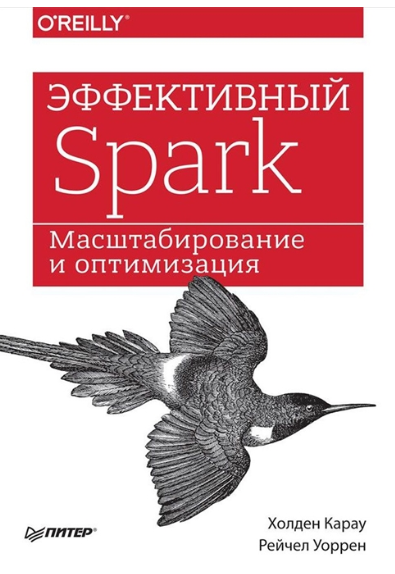 O'REILLY®
ЭФФЕКТИВНЫЙ
Spark
Масштабирование
и оптимизация
ПИТЕР®
Холден Карау
Рейчел Уоррен